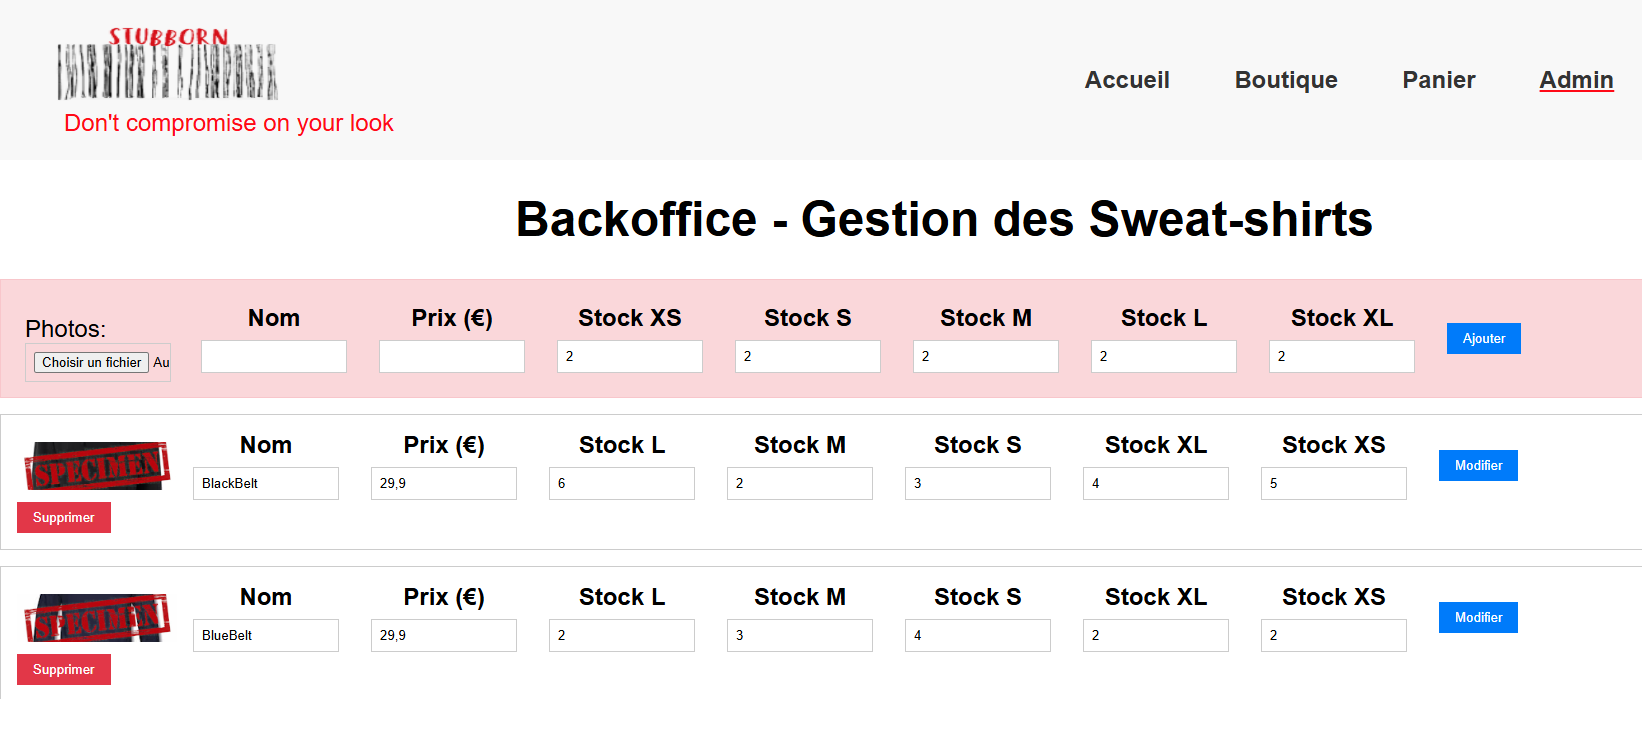 STUBBORN
Don't compromise on your look
Accueil Boutique Panier Admin
Backoffice - Gestion des Sweat-shirts
Photos: Nom Prix (€) Stock XS Stock S Stock M Stock L Stock XL
Choisir un fichier Au 2 2 2 2 2 Ajouter
Nom Prix (€) Stock L Stock M Stock S Stock XL Stock XS
SPECIMEN BlackBelt 29,9 6 2 3 4 5 Modifier
Supprimer
Nom Prix (€) Stock L Stock M Stock S Stock XL Stock XS
SPECIMEN BlueBelt 29,9 2 3 4 2 2 Modifier
Supprimer